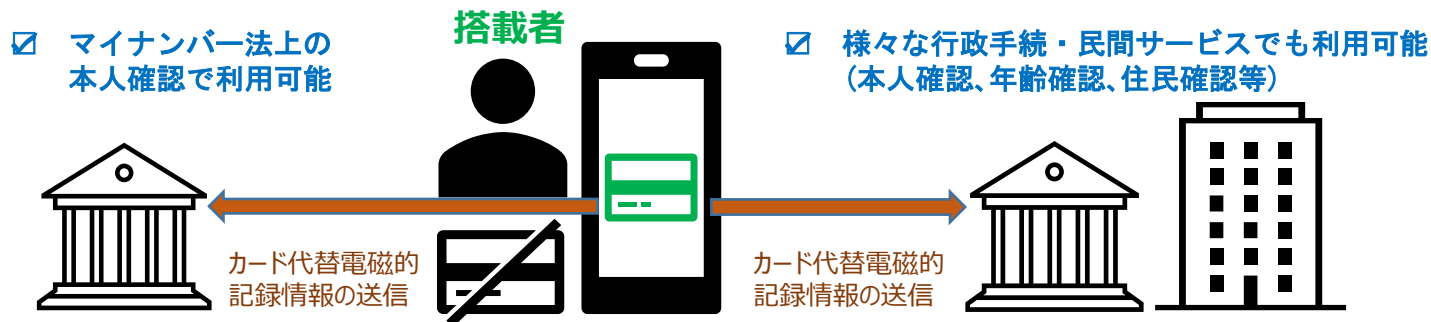 搭載者
☑ マイナンバー法上の
本人確認で利用可能
☑ 様々な行政手続・民間サービスでも利用可能
(本人確認、年齢確認、住民確認等)
カード代替電磁的
記録情報の送信
カード代替電磁的
記録情報の送信